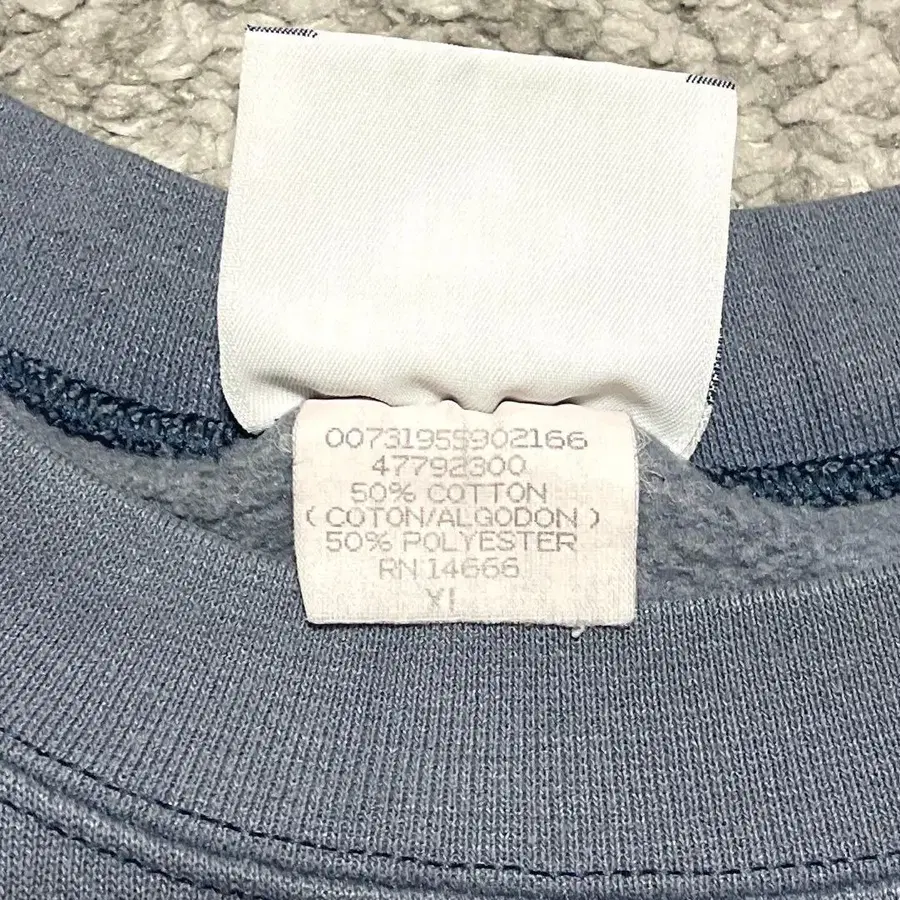 00731955902166
47792300
50% COTTON
(COTON/ALGODON)
50% POLYESTER
RN 14666
XL